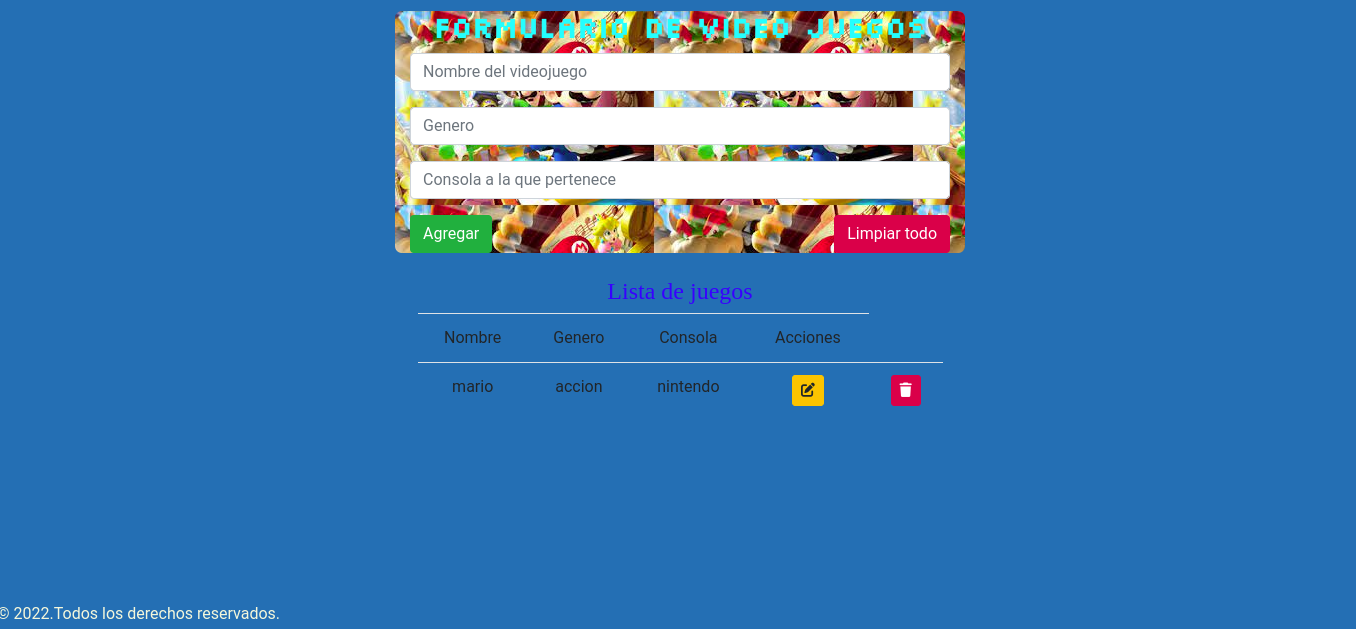 FORMULARIO DE VIDEO JUEGOS
Nombre del videojuego
Genero
Consola a la que pertenece
Agregar Limpiar todo
Lista de juegos
Nombre Genero Consola Acciones
mario accion nintendo
© 2022.Todos los derechos reservados.